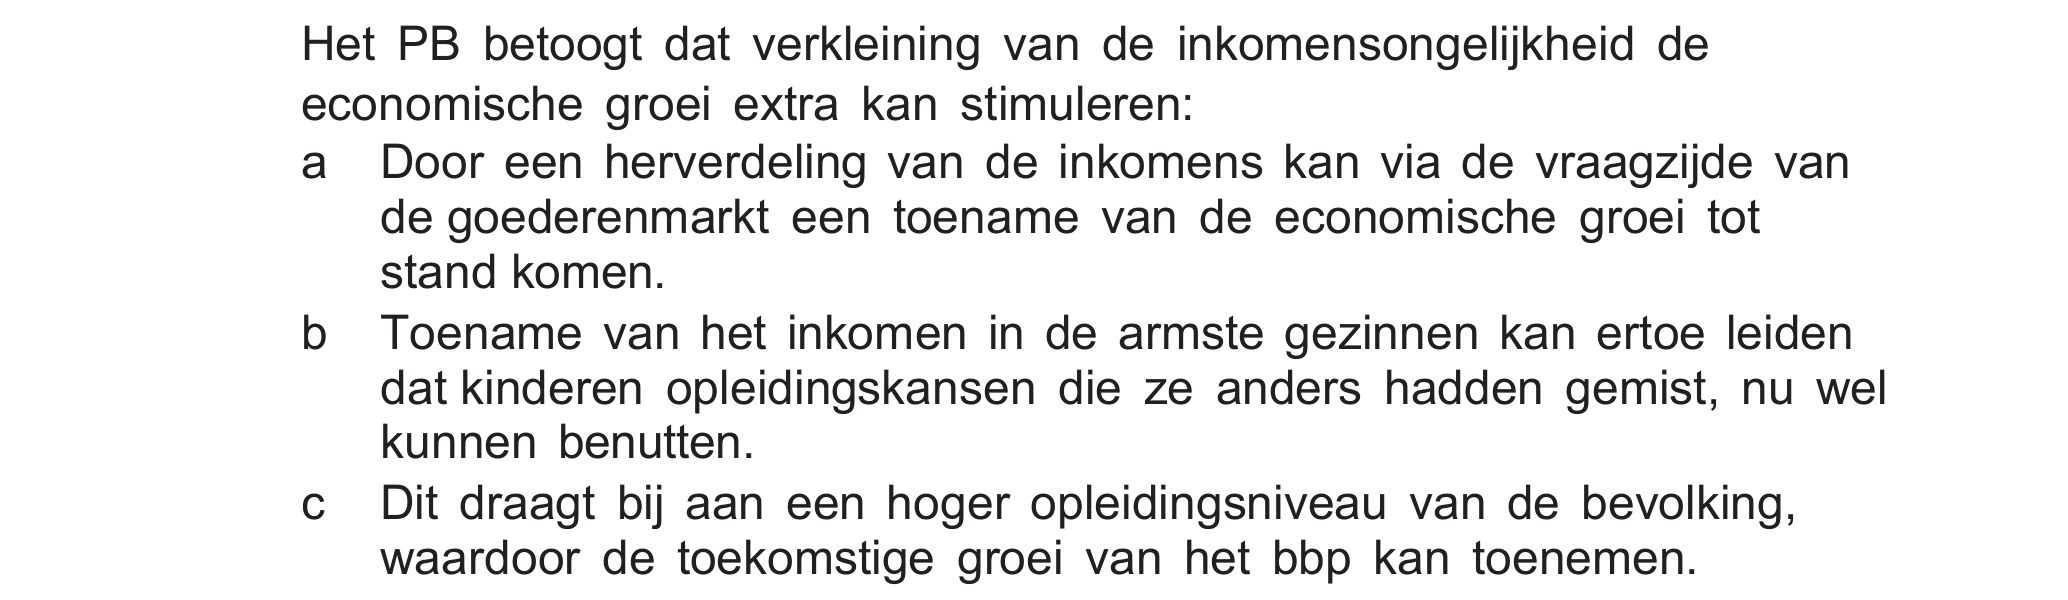 Het PB betoogt dat verkleining van de inkomensongelijkheid de
economische groei extra kan stimuleren:
a Door een herverdeling van de inkomens kan via de vraagzijde van
de goederenmarkt een toename van de economische groei tot
stand komen.
b Toename van het inkomen in de armste gezinnen kan ertoe leiden
dat kinderen opleidingskansen die ze anders hadden gemist, nu wel
kunnen benutten.
c Dit draagt bij aan een hoger opleidingsniveau van de bevolking,
waardoor de toekomstige groei van het bbp kan toenemen.